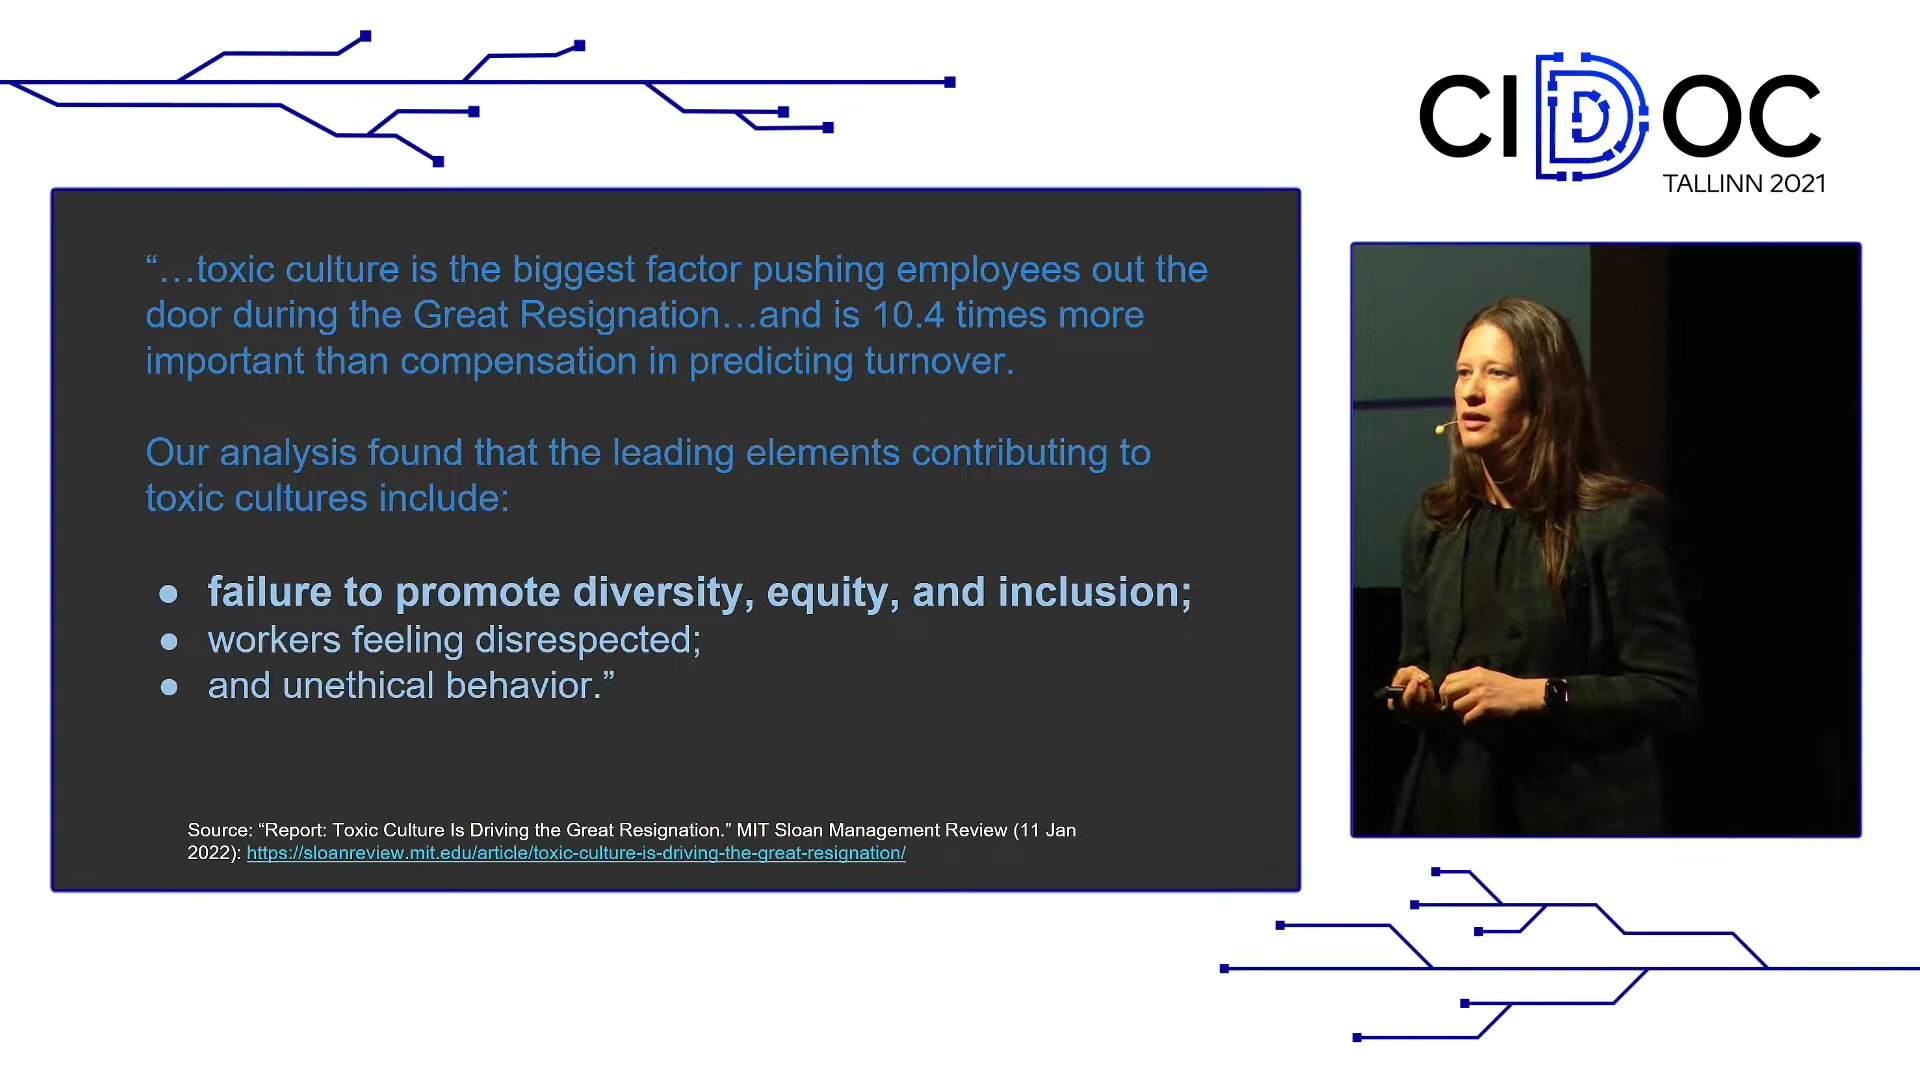 CIDOC
TALLINN 2021
“…toxic culture is the biggest factor pushing employees out the
door during the Great Resignation…and is 10.4 times more
important than compensation in predicting turnover.
Our analysis found that the leading elements contributing to
toxic cultures include:
● failure to promote diversity, equity, and inclusion;
● workers feeling disrespected;
● and unethical behavior.”
Source: “Report: Toxic Culture Is Driving the Great Resignation.” MIT Sloan Management Review (11 Jan
2022): https://sloanreview.mit.edu/article/toxic-culture-is-driving-the-great-resignation/